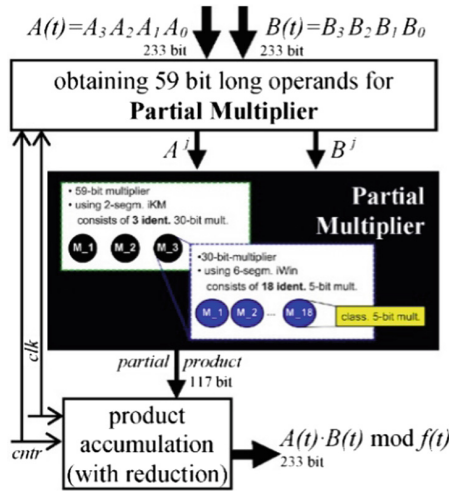 A(t)=A₃ A₂ A₁ A₀
B(t)=B₃ B₂ B₁ B₀
233 bit
233 bit
obtaining 59 bit long operands for
Partial Multiplier
Aʲ
Bʲ
• 59-bit multiplier
• using 2-segm. iKM
consists of 3 ident. 30-bit mult.
M_1 M_2 M_3
Partial
Multiplier
•30-bit-multiplier
• using 6-segm. iWin
consists of 18 ident. 5-bit mult.
M_1 M_2 ... M_18
class. 5-bit mult.
clk
partial product
117 bit
product
accumulation
(with reduction)
cntr
A(t)·B(t) mod f(t)
233 bit